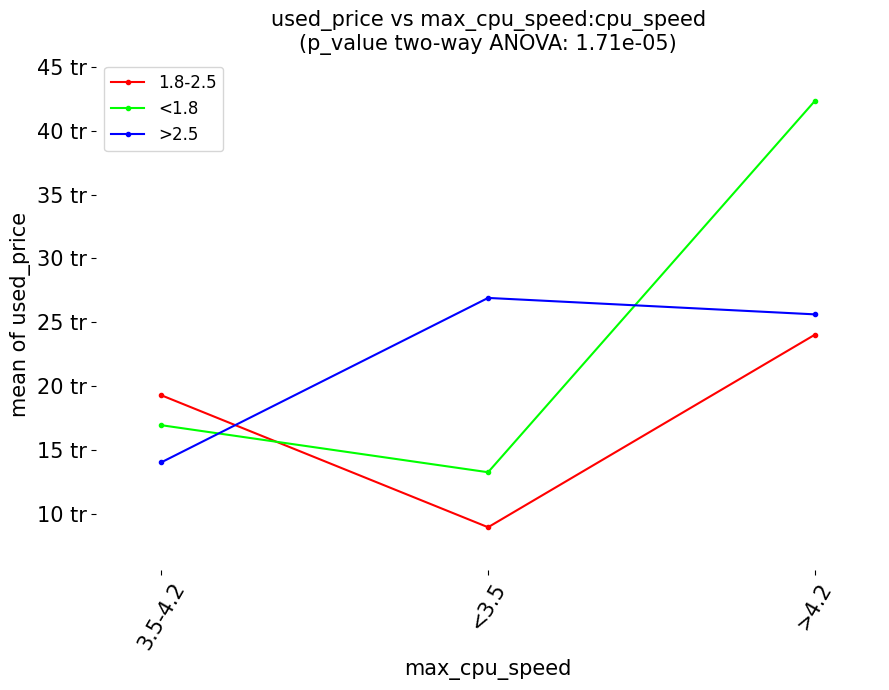 used_price vs max_cpu_speed:cpu_speed
(p_value two-way ANOVA: 1.71e-05)
1.8-2.5
<1.8
>2.5
45 tr
40 tr
35 tr
30 tr
25 tr
20 tr
15 tr
10 tr
mean of used_price
3.5-4.2
<3.5
>4.2
max_cpu_speed